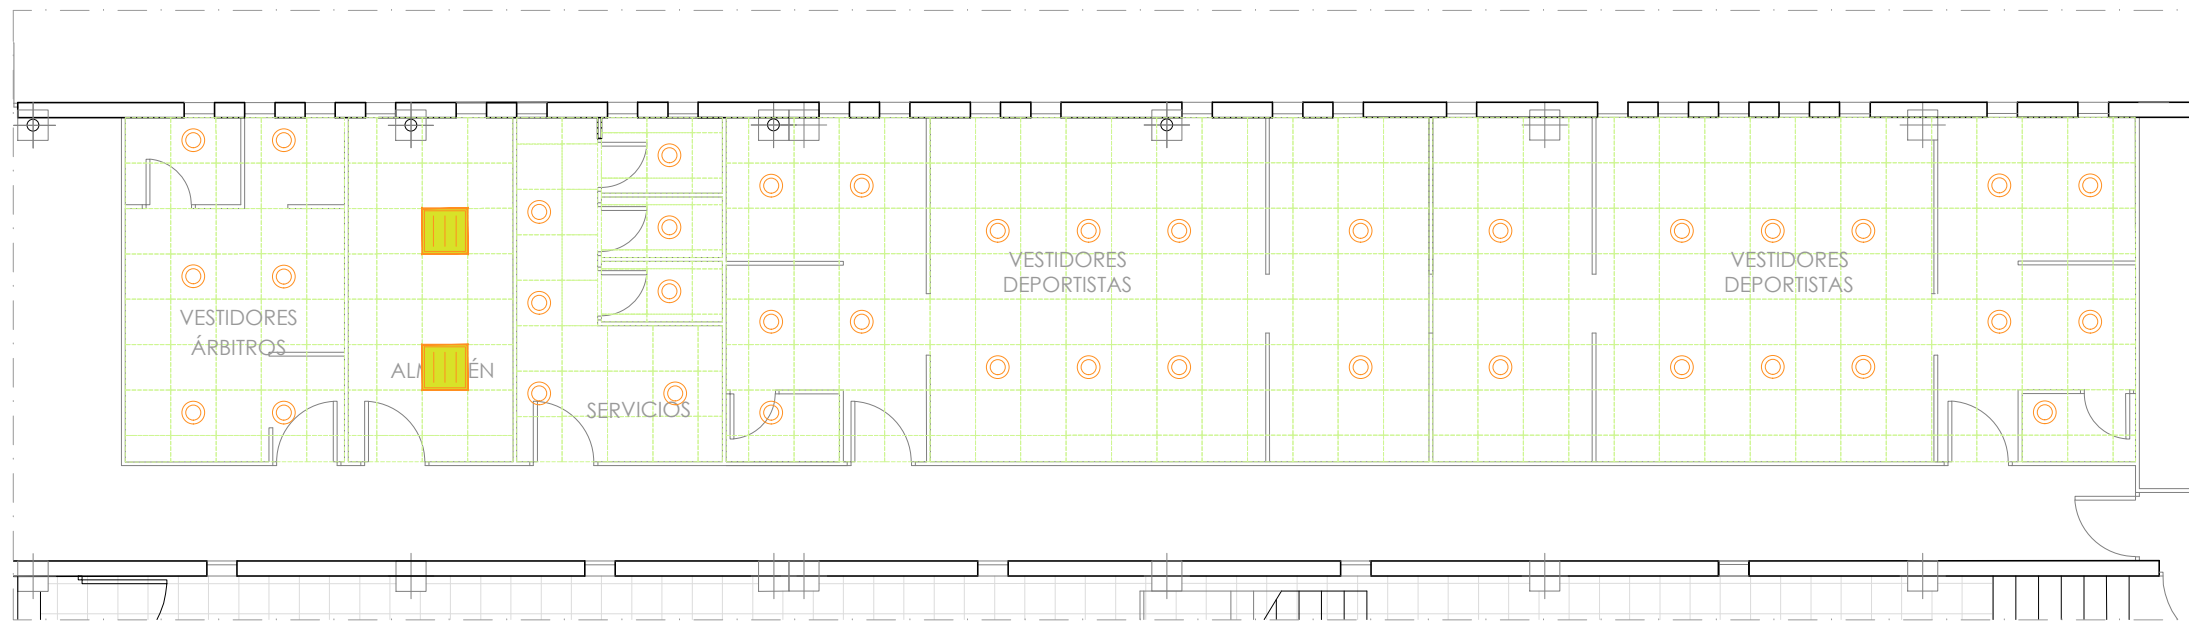 VESTIDORES
ÁRBITROS
SERVICIOS
VESTIDORES
DEPORTISTAS
VESTIDORES
DEPORTISTAS